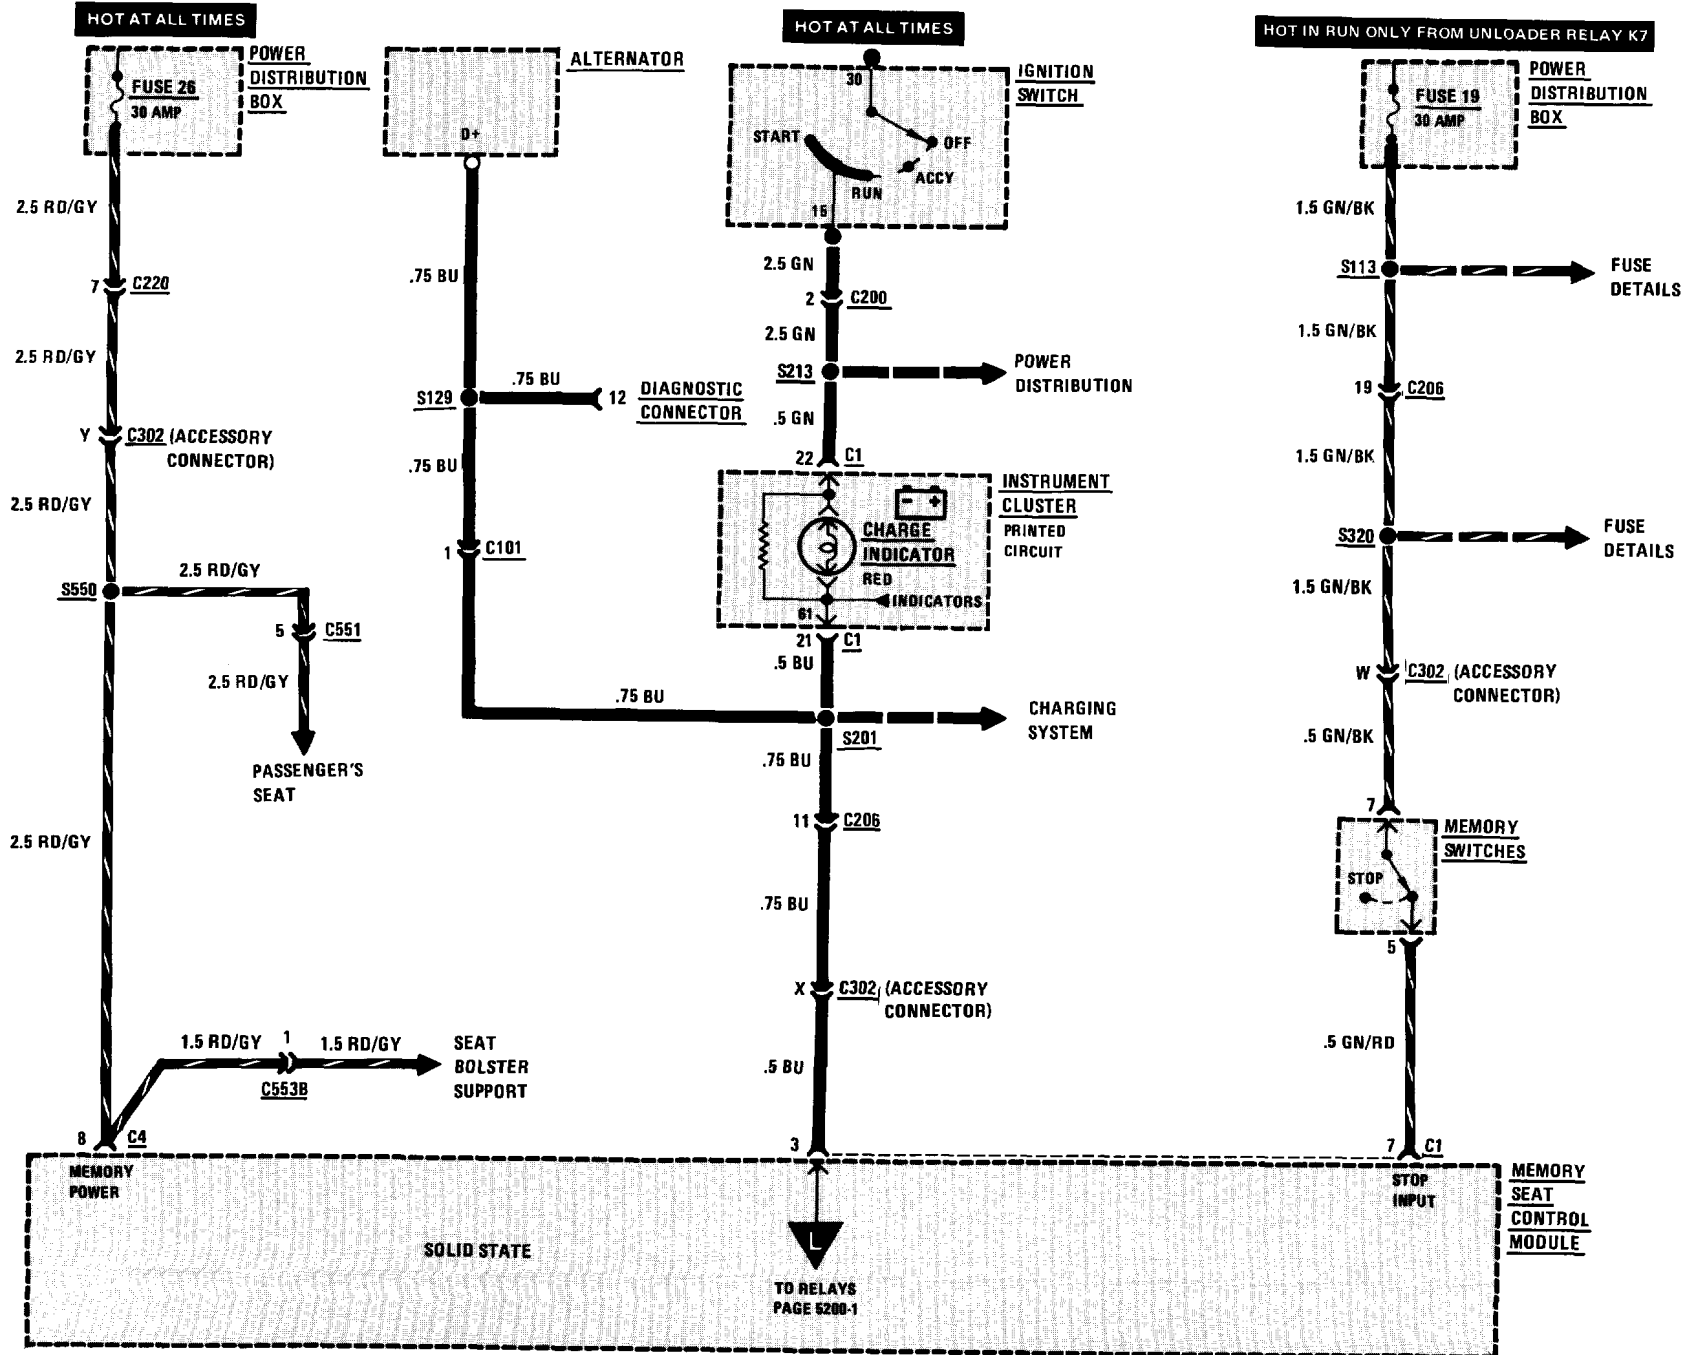 HOT AT ALL TIMES
POWER
DISTRIBUTION
BOX
FUSE 26
30 AMP
2.5 RD/GY
7
C220
2.5 RD/GY
Y
C302 (ACCESSORY
CONNECTOR)
2.5 RD/GY
S550
2.5 RD/GY
5
C551
2.5 RD/GY
PASSENGER'S
SEAT
2.5 RD/GY
1.5 RD/GY
1
1.5 RD/GY
C553B
SEAT
BOLSTER
SUPPORT
8
C4
MEMORY
POWER
ALTERNATOR
D+
.75 BU
S129
.75 BU
12
DIAGNOSTIC
CONNECTOR
.75 BU
1
C101
.75 BU
HOT AT ALL TIMES
30
IGNITION
SWITCH
START
OFF
ACCY
RUN
15
2.5 GN
2
C200
2.5 GN
S213
POWER
DISTRIBUTION
.5 GN
22
C1
INSTRUMENT
CLUSTER
PRINTED
CIRCUIT
- +
CHARGE
INDICATOR
RED
INDICATORS
61
21
C1
.5 BU
S201
CHARGING
SYSTEM
.75 BU
11
C206
.75 BU
X
C302 (ACCESSORY
CONNECTOR)
.5 BU
3
L
TO RELAYS
PAGE 5200-1
SOLID STATE
HOT IN RUN ONLY FROM UNLOADER RELAY K7
FUSE 19
30 AMP
POWER
DISTRIBUTION
BOX
1.5 GN/BK
S113
FUSE
DETAILS
1.5 GN/BK
19
C206
1.5 GN/BK
S320
FUSE
DETAILS
1.5 GN/BK
W
C302 (ACCESSORY
CONNECTOR)
.5 GN/BK
7
MEMORY
SWITCHES
STOP
5
.5 GN/RD
7
C1
STOP
INPUT
MEMORY
SEAT
CONTROL
MODULE